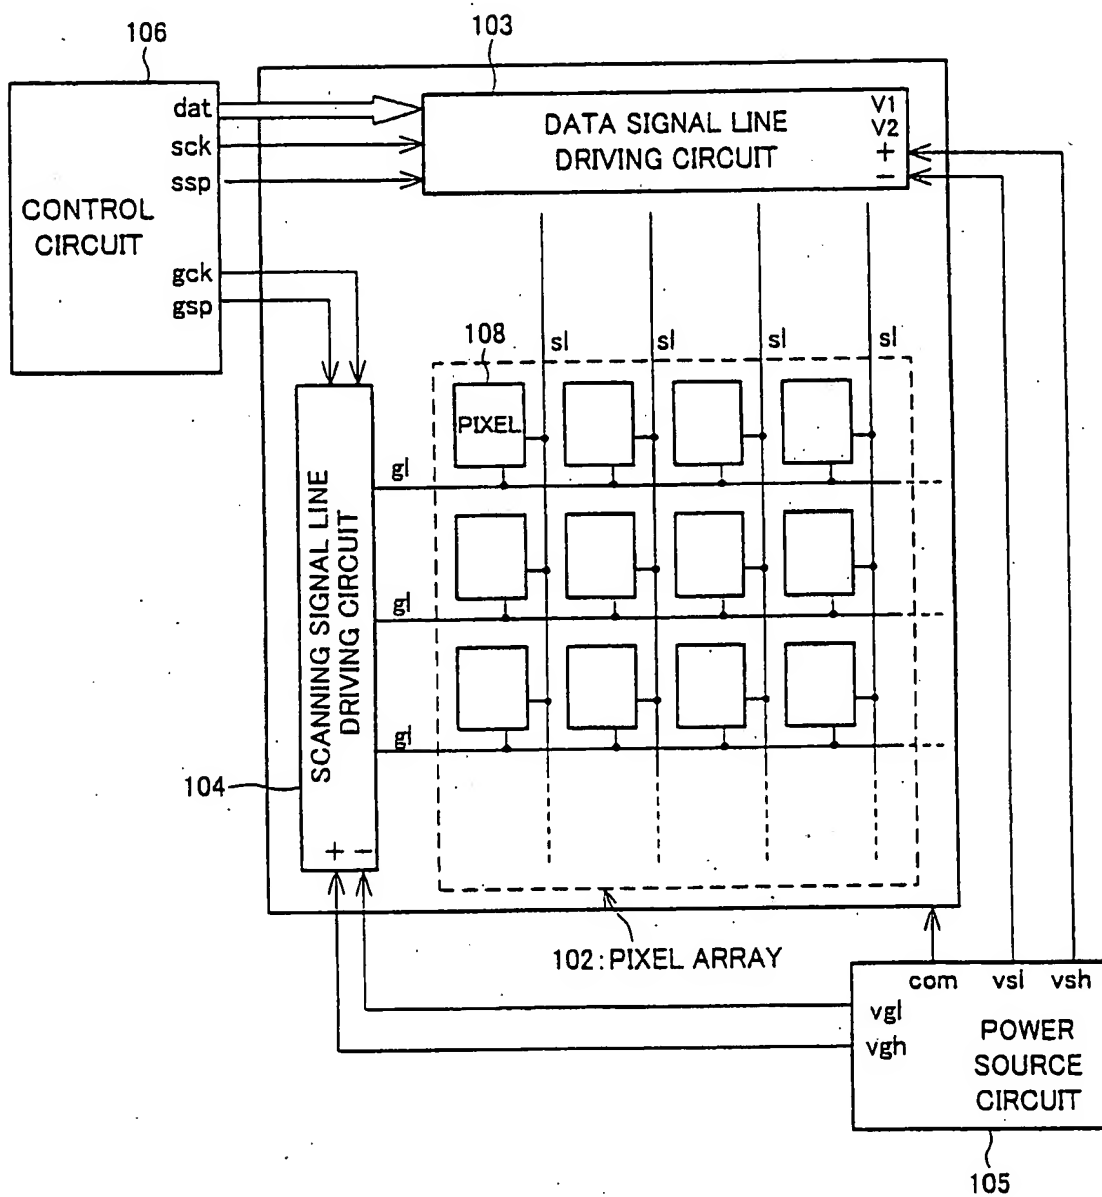 106
103
dat
sck
ssp
CONTROL
CIRCUIT
gck
gsp
DATA SIGNAL LINE
DRIVING CIRCUIT
V1
V2
+
−
sl
sl
sl
sl
108
PIXEL
gl
gl
gl
SCANNING SIGNAL LINE
DRIVING CIRCUIT
+ −
104
102:PIXEL ARRAY
com
vsl
vsh
vgl
vgh
POWER
SOURCE
CIRCUIT
105